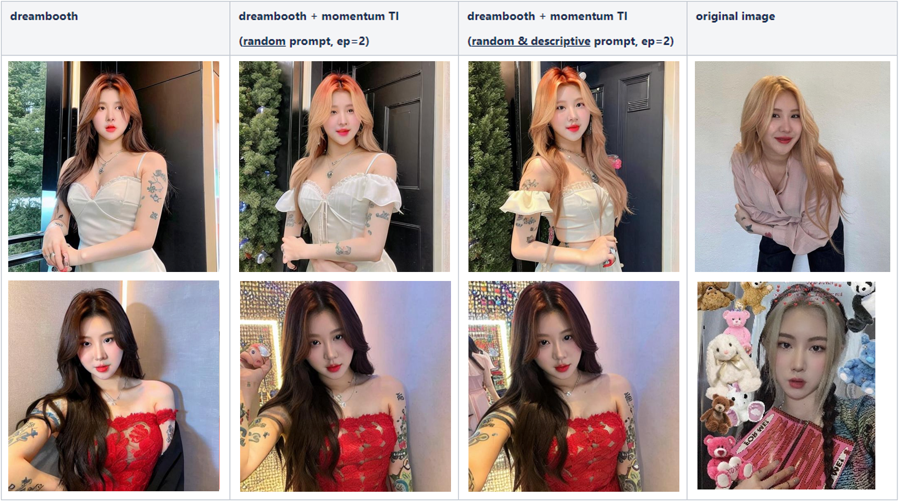 dreambooth
dreambooth + momentum TI
(random prompt, ep=2)
dreambooth + momentum TI
(random & descriptive prompt, ep=2)
original image